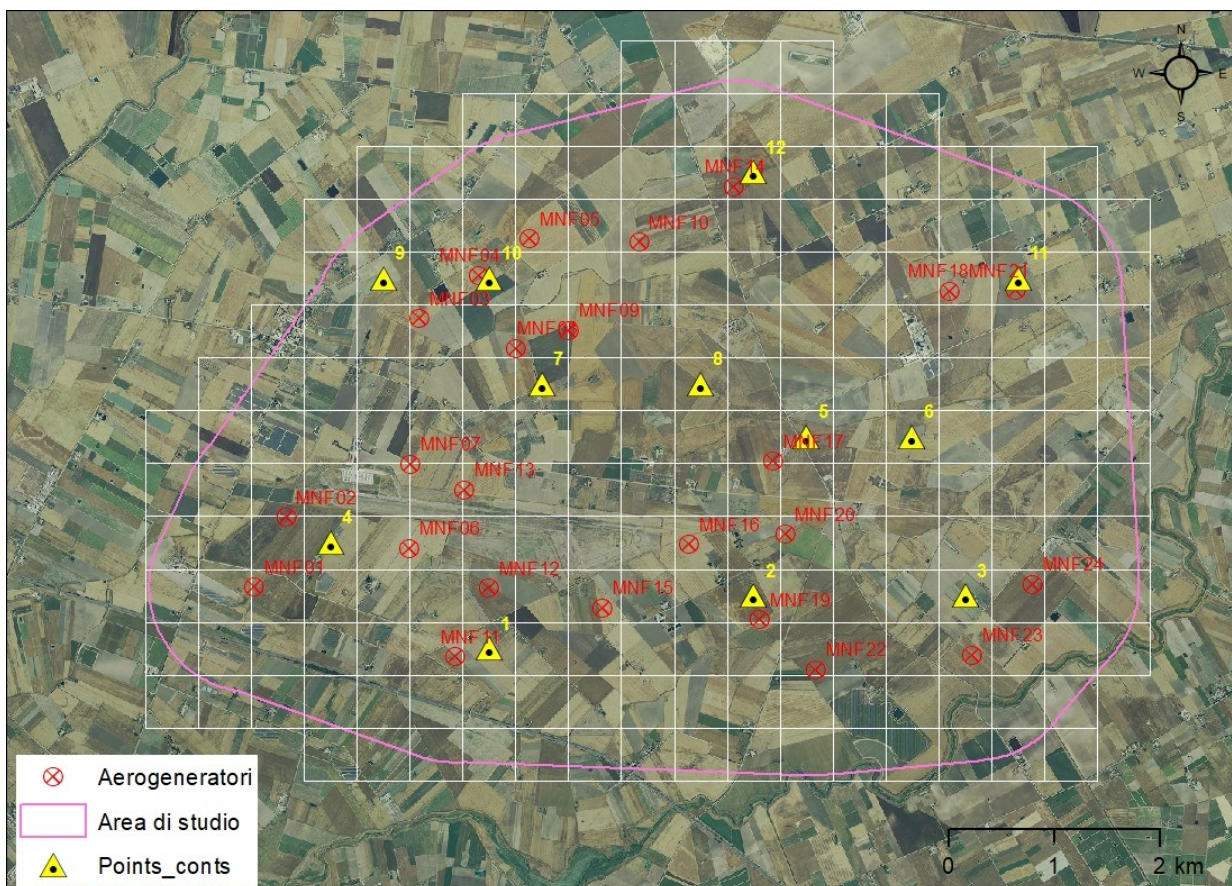 N
W E
S
12
MNF14
MNF05
MNF10
9
MNF04
10
11
MNF18
MNF21
MNF03
MNF09
MNF08
7
8
5
6
MNF07
MNF17
MNF13
MNF02
4
MNF06
MNF16
MNF20
MNF01
MNF12
2
3
MNF24
MNF15
MNF19
1
MNF11
MNF22
MNF23
Aerogeneratori
Area di studio
Points_conts
0 1 2 km